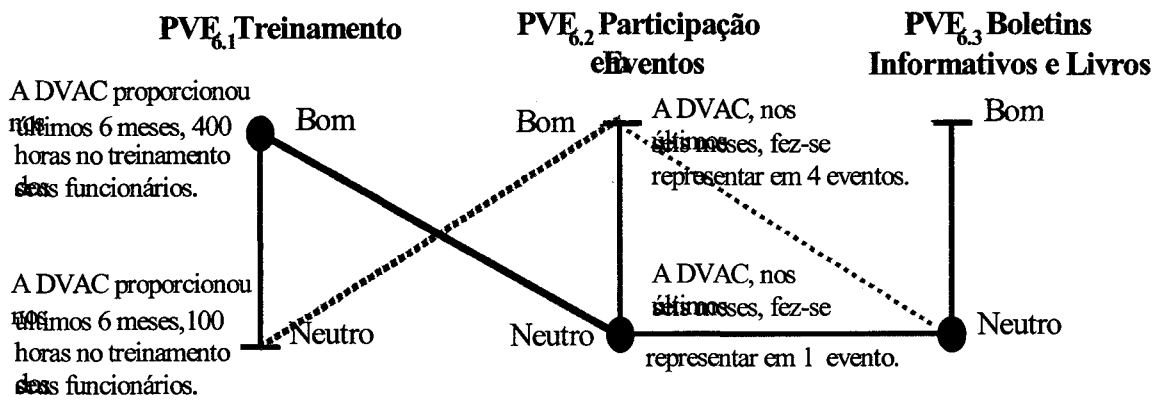 PVE6.1 Treinamento
PVE6.2 Participação
em Eventos
PVE6.3 Boletins
Informativos e Livros
A DVAC proporcionou
nos
últimos 6 meses, 400
horas no treinamento
dos
seus funcionários.
Bom
Bom
A DVAC, nos
últimos
seis meses, fez-se
representar em 4 eventos.
Bom
A DVAC proporcionou
nos
últimos 6 meses,100
horas no treinamento
dos
seus funcionários.
Neutro
Neutro
A DVAC, nos
últimos
seis meses, fez-se
representar em 1 evento.
Neutro